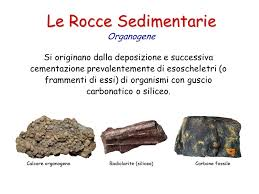 Le Rocce Sedimentarie
Organogene
Si originano dalla deposizione e successiva
cementazione prevalentemente di esoscheletri (o
frammenti di essi) di organismi con guscio
carbonatico o siliceo.
Calcare organogeno Radiolarite (silicea) Carbone fossile